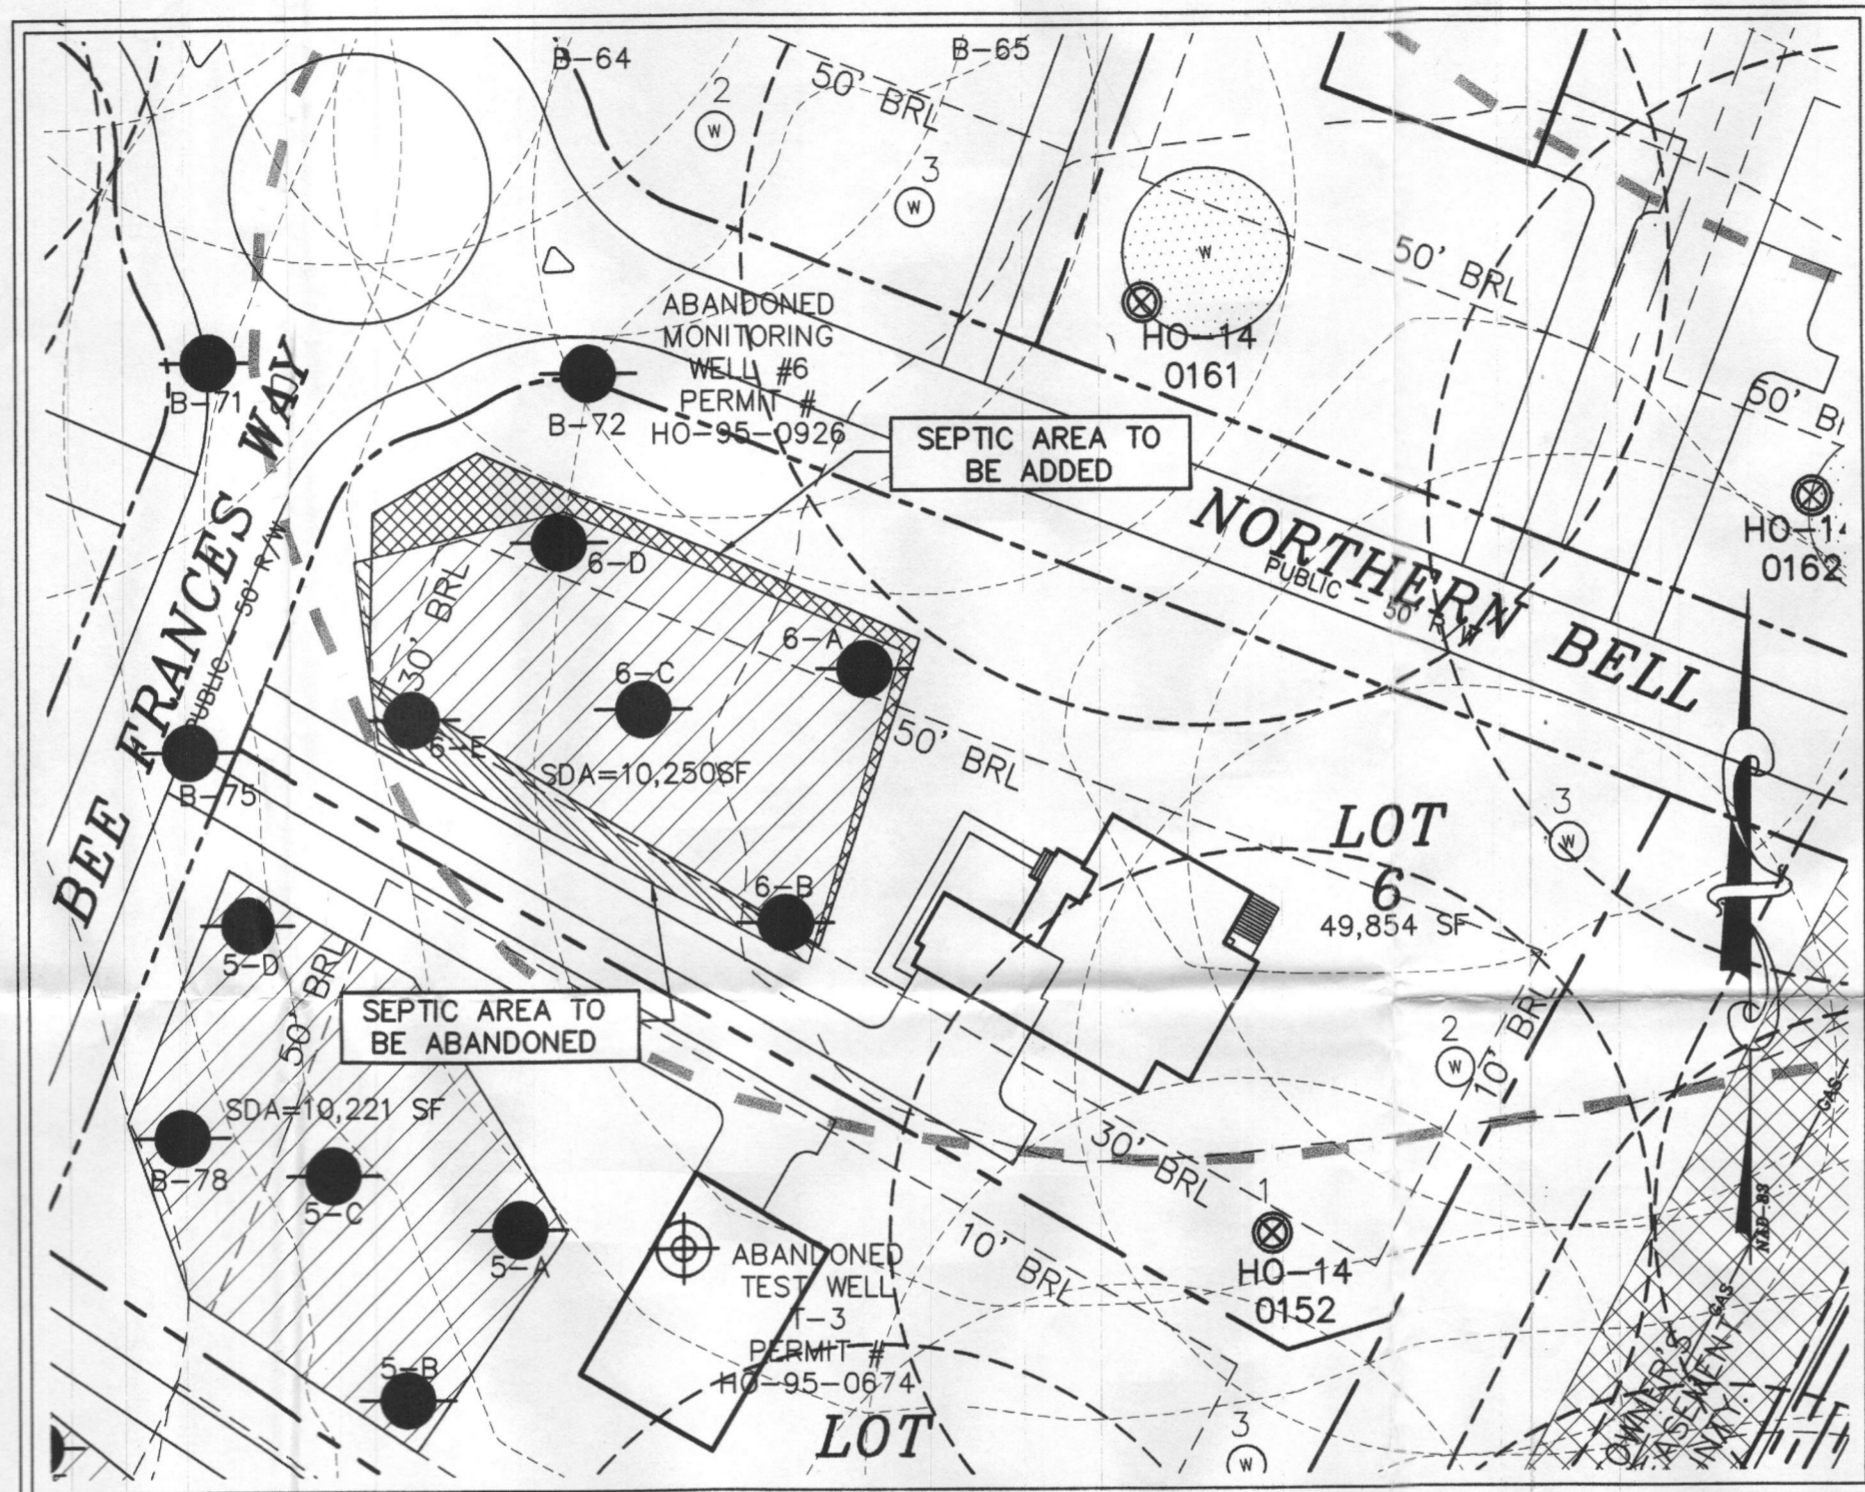 B-64
B-65
2
W
50' BRL
3
W
W
50' BRL
HO-14
0161
ABANDONED
MONITORING
WELL #6
PERMIT #
HO-95-0926
B-71
B-72
50'
SEPTIC AREA TO
BE ADDED
HO-14
0162
NORTHERN BELL
PUBLIC - 50' R/W
BEE FRANCES WAY
PUBLIC - 50' R/W
6-D
30' BRL
6-A
6-C
6-E
SDA=10,250SF
50' BRL
B-75
LOT
6
49,854 SF
3
W
6-B
5-D
50' BRL
SEPTIC AREA TO
BE ABANDONED
2
W
10' BRL
SDA=10,221 SF
GAS
B-78
5-C
30' BRL
1
NAD-83
5-A
10' BRL
HO-14
0152
ABANDONED
TEST WELL
T-3
PERMIT #
HO-95-0674
GAS
5-B
LOT
3
W
OWNER'S